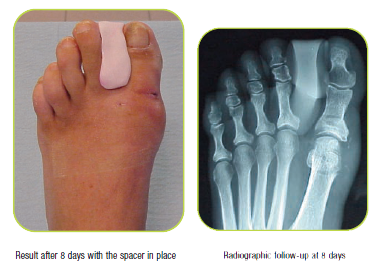 Result after 8 days with the spacer in place
Radiographic follow-up at 8 days